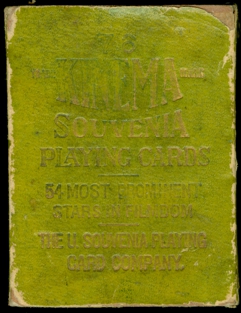 SOUVENIR
PLAYING CARDS
54 MOST PROMINENT
STARS IN FILMDOM
THE U. SOUVENIR PLAYING
CARD COMPANY.